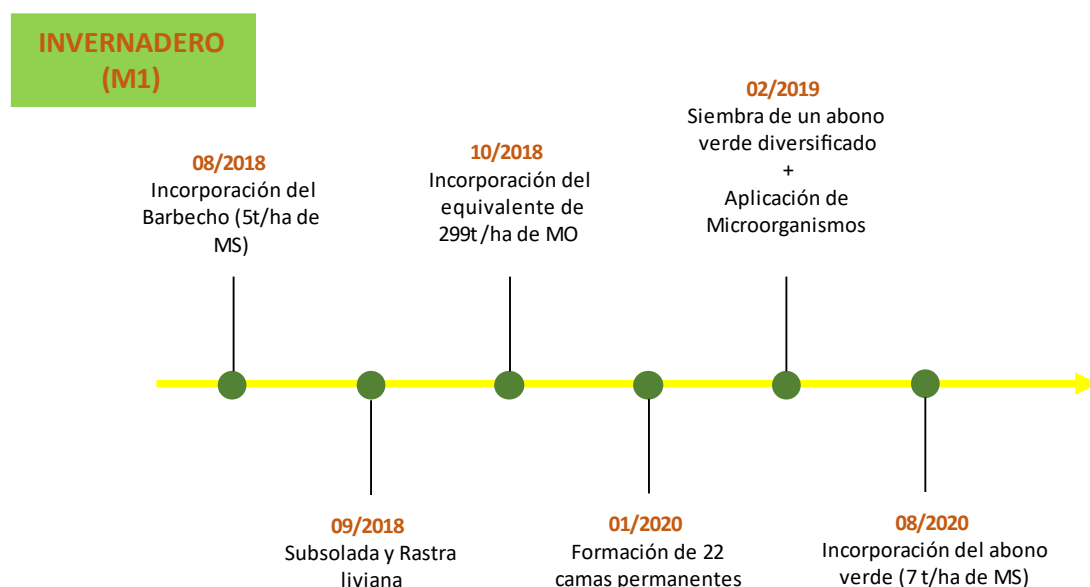 INVERNADERO
(M1)
08/2018
Incorporación del
Barbecho (5t/ha de
MS)
09/2018
Subsolada y Rastra
liviana
10/2018
Incorporación del
equivalente de
299t/ha de MO
01/2020
Formación de 22
camas permanentes
02/2019
Siembra de un abono
verde diversificado
+
Aplicación de
Microorganismos
08/2020
Incorporación del abono
verde (7 t/ha de MS)